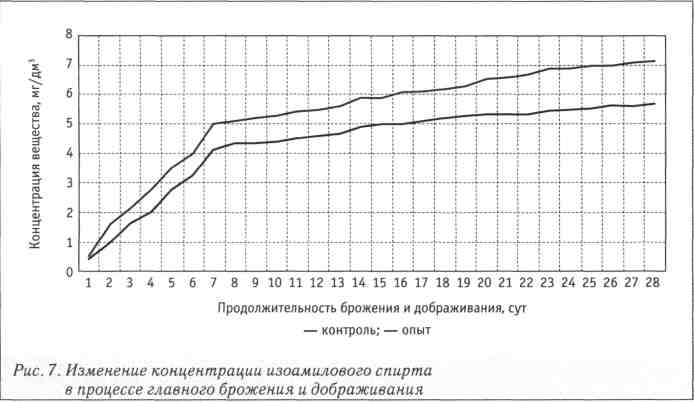 Концентрация вещества, мг/дм³
8
7
6
5
4
3
2
1
0
1 2 3 4 5 6 7 8 9 10 11 12 13 14 15 16 17 18 19 20 21 22 23 24 25 26 27 28
Продолжительность брожения и дображивания, сут
— контроль; — опыт
Рис. 7. Изменение концентрации изоамилового спирта
в процессе главного брожения и дображивания